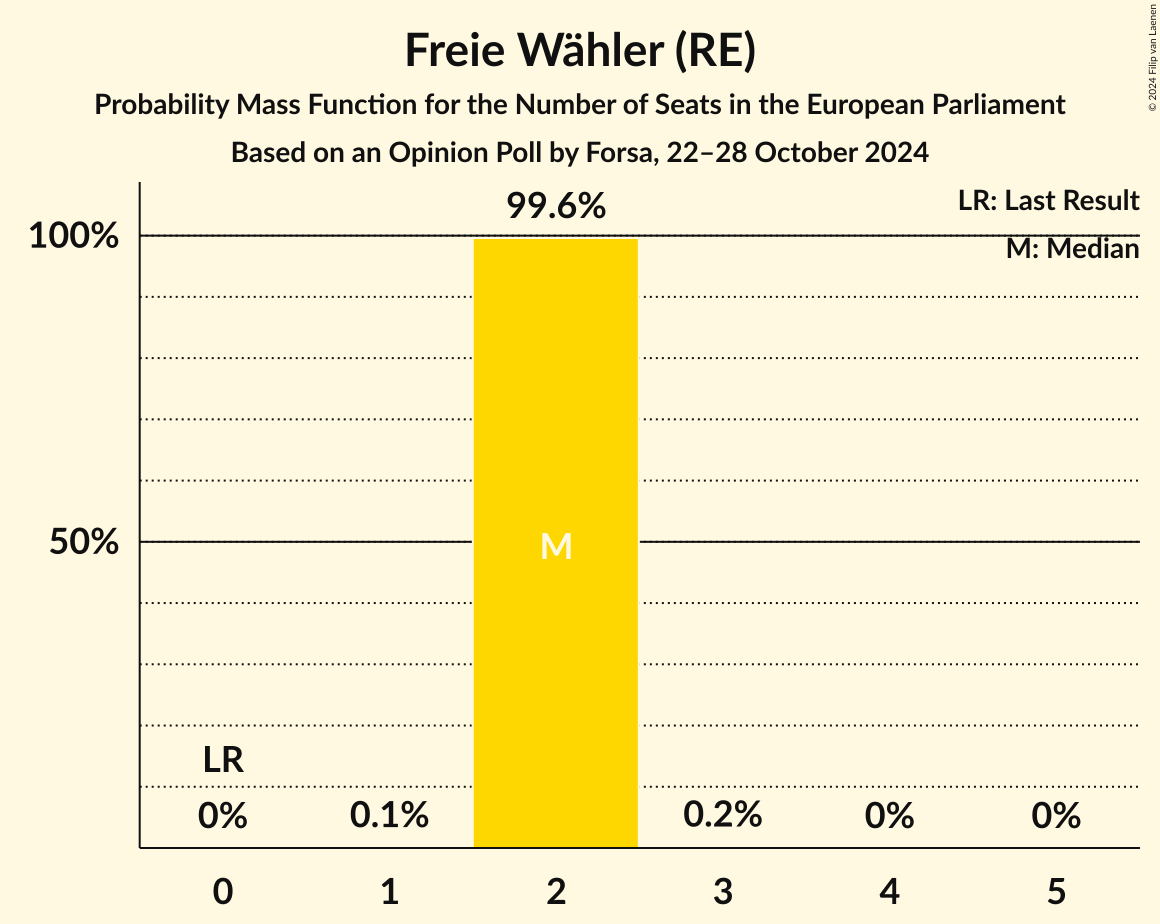 Freie Wähler (RE)
Probability Mass Function for the Number of Seats in the European Parliament
Based on an Opinion Poll by Forsa, 22–28 October 2024
© 2024 Filip van Laenen
LR: Last Result
M: Median
99.6%
100%
50%
M
LR
0%
0.1%
0.2%
0%
0%
0 1 2 3 4 5